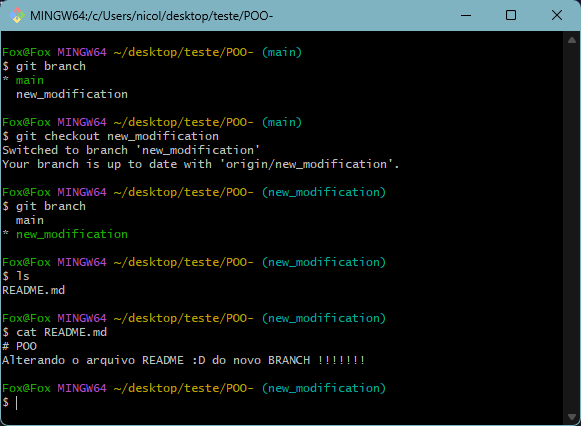 MINGW64:/c/Users/nicol/desktop/teste/POO-
Fox@Fox MINGW64 ~/desktop/teste/POO- (main)
$ git branch
* main
  new_modification
Fox@Fox MINGW64 ~/desktop/teste/POO- (main)
$ git checkout new_modification
Switched to branch 'new_modification'
Your branch is up to date with 'origin/new_modification'.
Fox@Fox MINGW64 ~/desktop/teste/POO- (new_modification)
$ git branch
  main
* new_modification
Fox@Fox MINGW64 ~/desktop/teste/POO- (new_modification)
$ ls
README.md
Fox@Fox MINGW64 ~/desktop/teste/POO- (new_modification)
$ cat README.md
# POO
Alterando o arquivo README :D do novo BRANCH !!!!!!!
Fox@Fox MINGW64 ~/desktop/teste/POO- (new_modification)
$